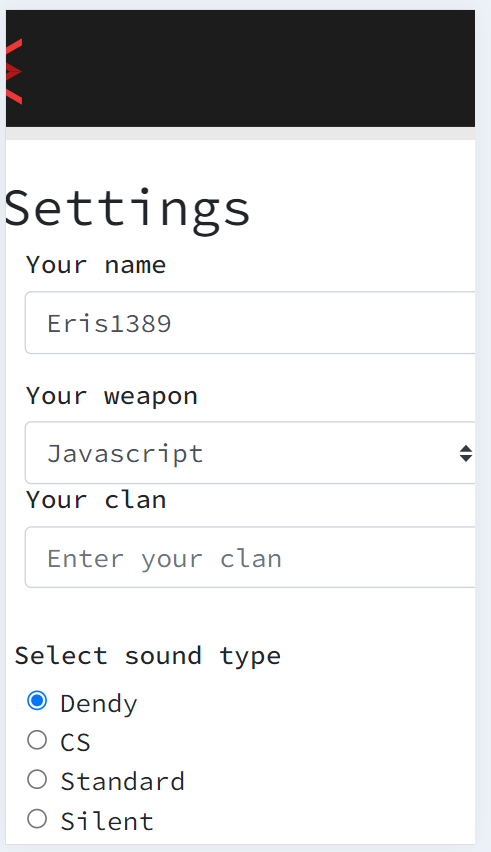 Settings
Your name
Eris1389
Your weapon
Javascript
Your clan
Enter your clan
Select sound type
Dendy
CS
Standard
Silent